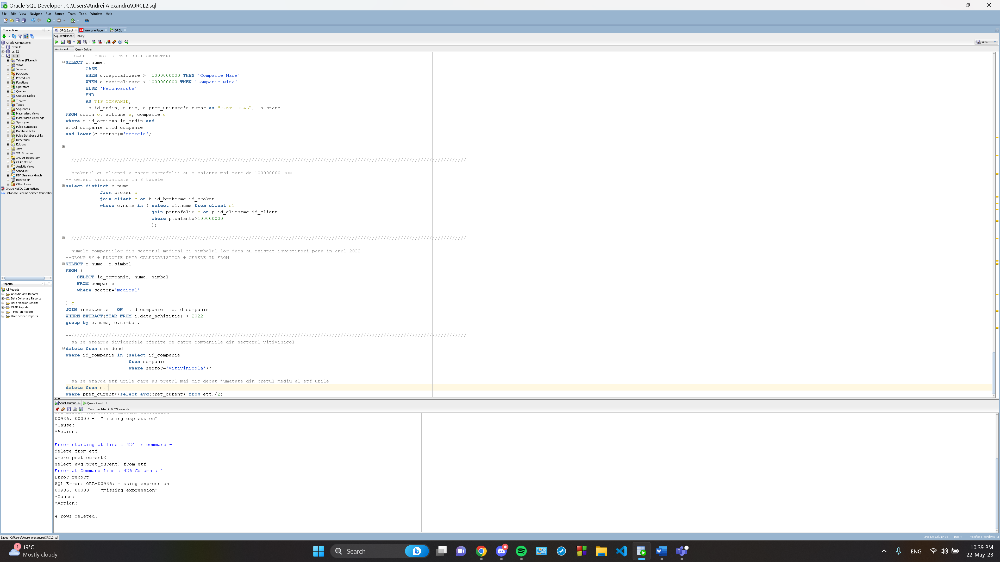 Oracle SQL Developer : C:\Users\Andrei Alexandru\ORCL2.sql
File Edit View Navigate Run Source Team Tools Window Help
Connections
Oracle Connections
exam48
gr132
ORCL
Tables (Filtered)
Views
Indexes
Packages
Procedures
Functions
Operators
Queues
Queues Tables
Triggers
Types
Sequences
Materialized Views
Materialized View Logs
Synonyms
Public Synonyms
Database Links
Public Database Links
Directories
Editions
Java
XML Schemas
XML DB Repository
OLAP Option
Analytic Views
Scheduler
RDF Semantic Graph
Recycle Bin
Other Users
Oracle NoSQL Connections
Database Schema Service Connection
Reports
All Reports
Analytic View Reports
Data Dictionary Reports
Data Modeler Reports
OLAP Reports
TimesTen Reports
User Defined Reports
ORCL2.sql Welcome Page ORCL
SQL Worksheet History
ORCL
Worksheet Query Builder
-- CASE + FUNCTIE PE SIRURI CARACTERE
SELECT c.nume,
CASE
WHEN c.capitalizare >= 1000000000 THEN 'Companie Mare'
WHEN c.capitalizare < 1000000000 THEN 'Companie Mica'
ELSE 'Necunoscuta'
END
AS TIP_COMPANIE,
o.id_ordin, o.tip, o.pret_unitate*o.numar as "PRET TOTAL",  o.stare
FROM ordin o, actiune a, companie c
where o.id_ordin=a.id_ordin and
a.id_companie=c.id_companie
and lower(c.sector)='energie';
------------------------------
--//////////////////////////////////////////////////////////////////////////////////////////////////////////////////////////////////////////
--brokerul cu clienti a caror portofolii au o balanta mai mare de 100000000 RON.
-- cereri sincronizate in 3 tabele
select distinct b.nume
from broker b
join client c on b.id_broker=c.id_broker
where c.nume in ( select c1.nume from client c1
join portofoliu p on p.id_client=c.id_client
where p.balanta>100000000
);
--//////////////////////////////////////////////////////////////////////////////////////////////////////////////////////////////////////////
--numele companiilor din sectorul medical si simbolul lor daca au existat investitori pana in anul 2022
--GROUP BY + FUNCTIE DATA CALENDARISTICA + CERERE IN FROM
SELECT c.nume, c.simbol
FROM (
SELECT id_companie, nume, simbol
FROM companie
where sector='medical'
) c
JOIN investeste i ON i.id_companie = c.id_companie
WHERE EXTRACT(YEAR FROM i.data_achizitie) < 2022
group by c.nume, c.simbol;
--//////////////////////////////////////////////////////////////////////////////////////////////////////////////////////////////////////////
--sa se stearga dividendele oferite de catre companiile din sectorul vitivinicol
delete from dividend
where id_companie in (select id_companie
from companie
where sector='vitivinicola');
--sa se starga etf-urile care au pretul mai mic decat jumatate din pretul mediu al etf-urile
delete from etf
where pret_curent<(select avg(pret_curent) from etf)/2;
Script Output x Query Result x
Task completed in 0.079 seconds
00936. 00000 -  "missing expression"
*Cause:
*Action:
Error starting at line : 424 in command -
delete from etf
where pret_curent<
select avg(pret_curent) from etf
Error at Command Line : 426 Column : 1
Error report -
SQL Error: ORA-00936: missing expression
00936. 00000 -  "missing expression"
*Cause:
*Action:
4 rows deleted.
Saved: C:\Users\Andrei Alexandru\ORCL2.sql
Line 425 Column 16 Insert Modified Windows: C
1
19°C
Mostly cloudy
Search
ENG
10:39 PM
22-May-23